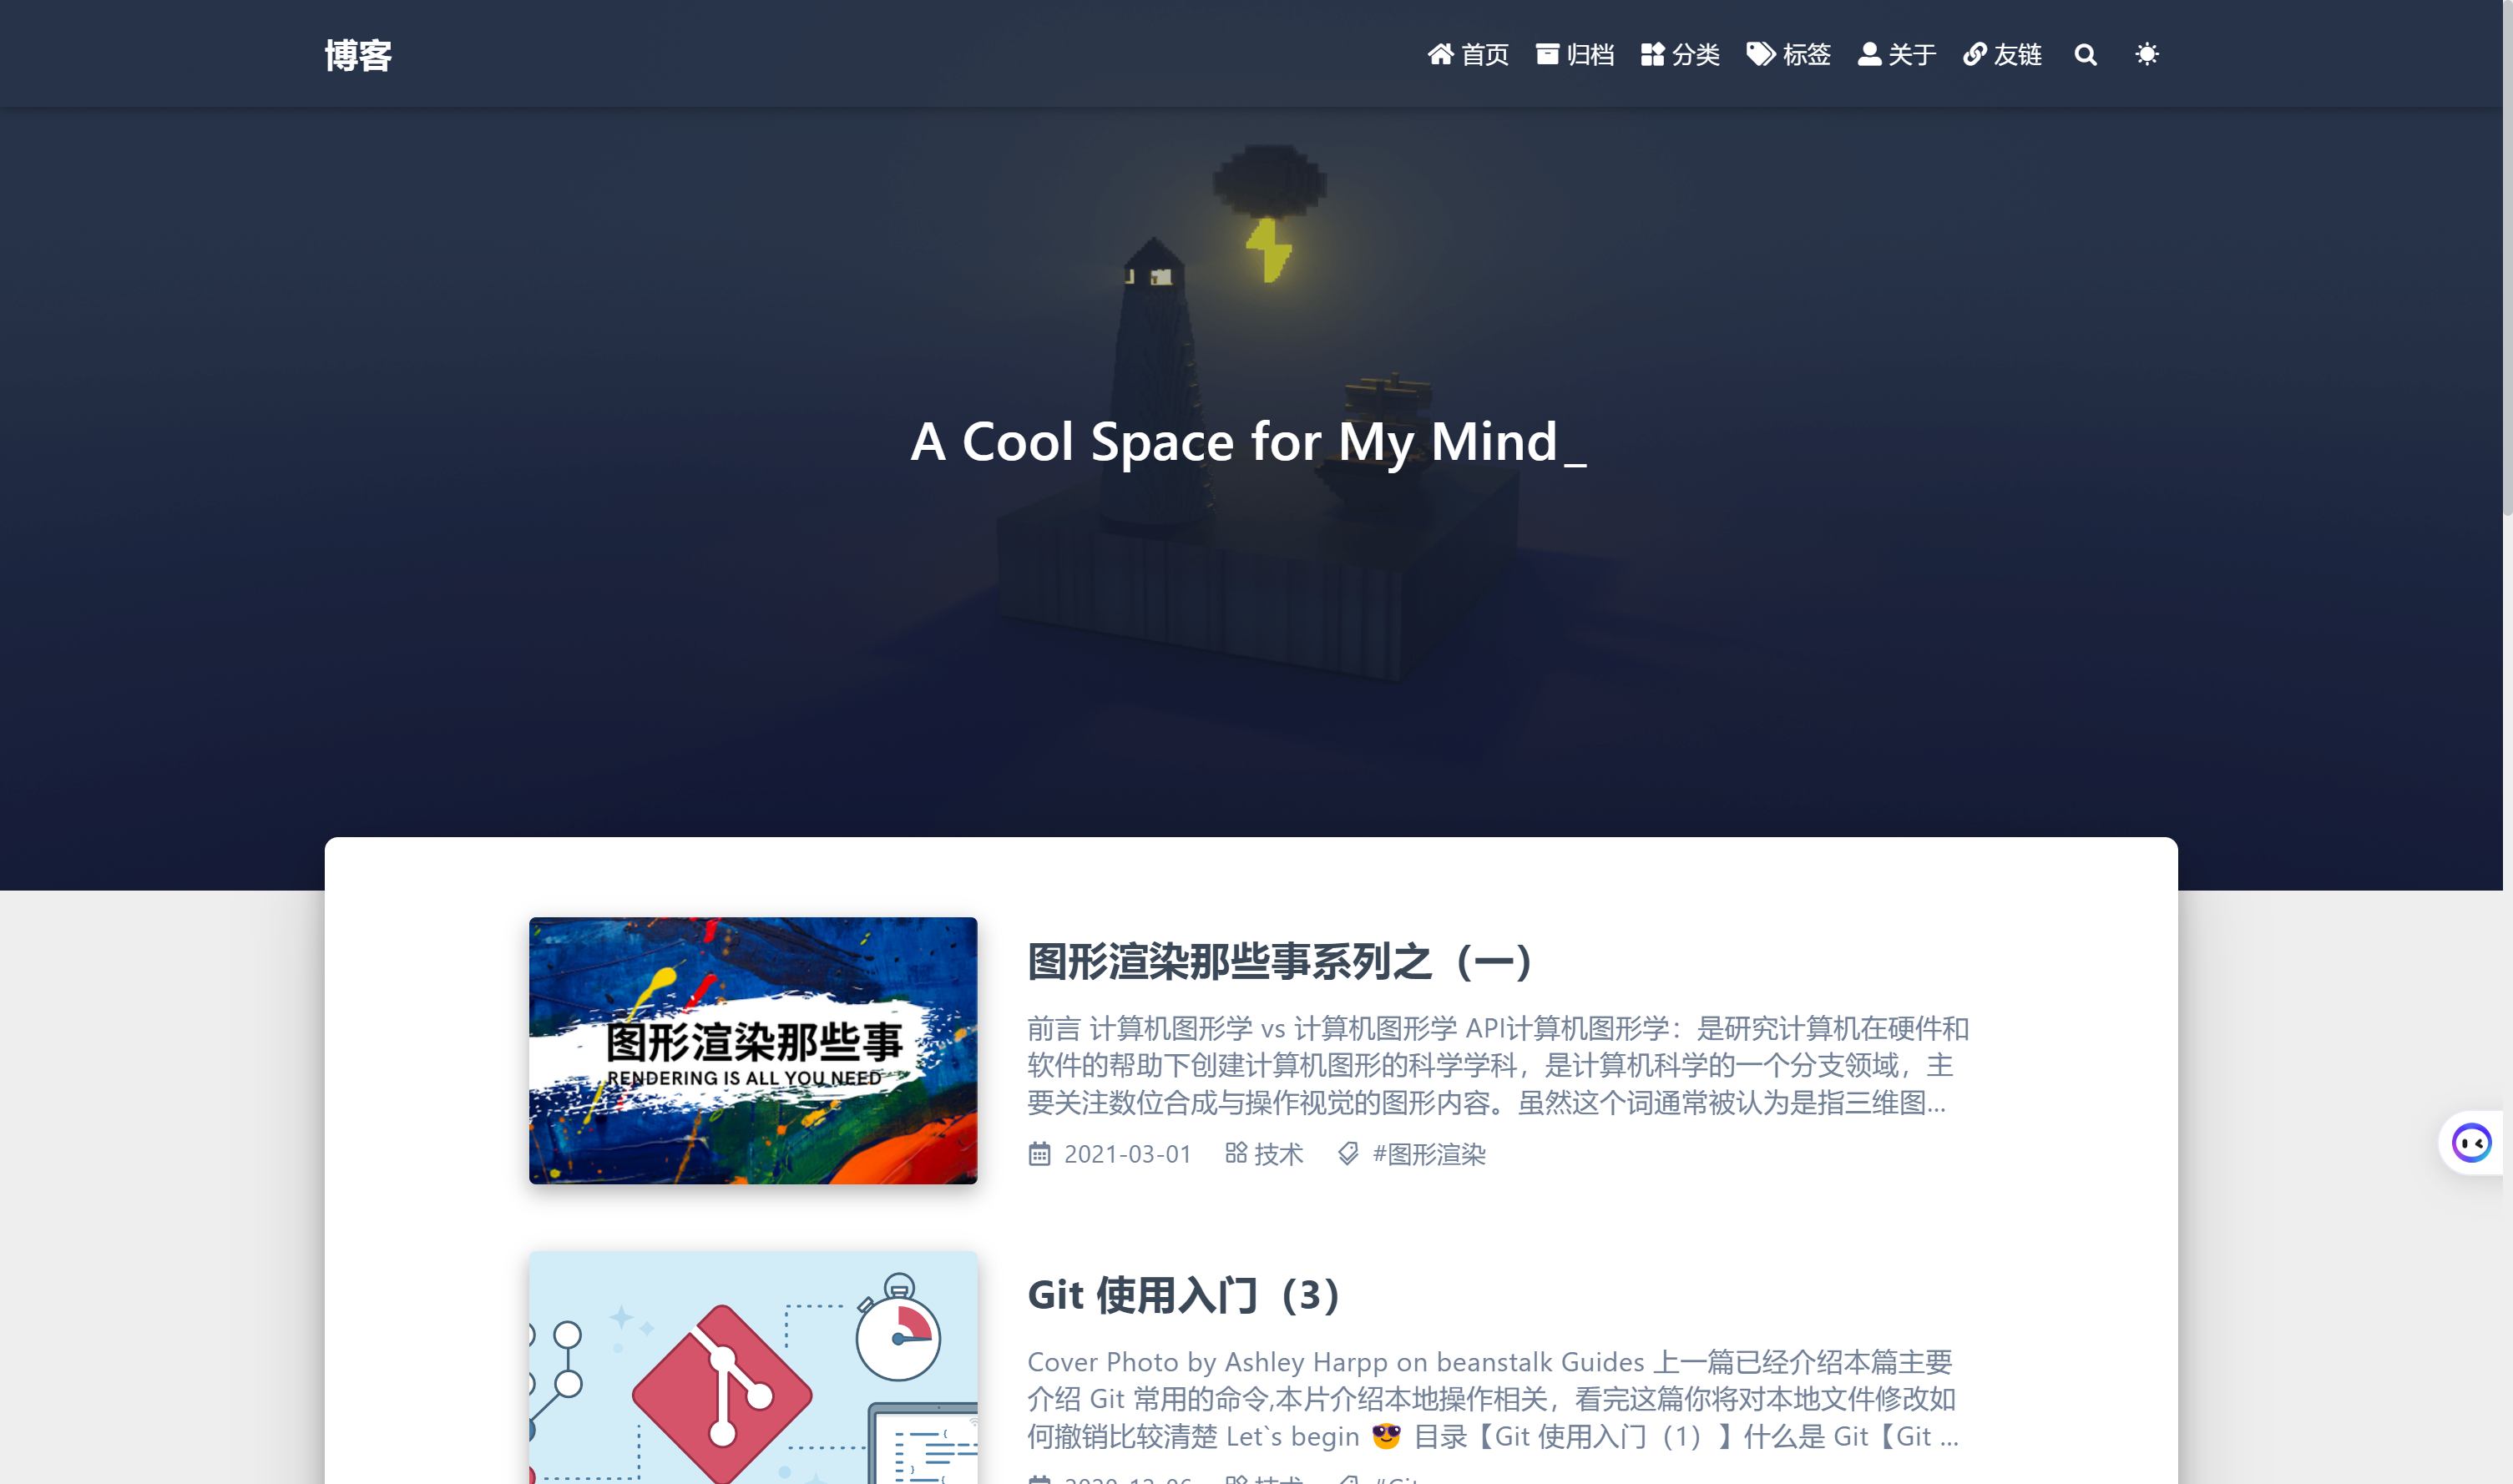 博客
首页 归档 分类 标签 关于 友链
A Cool Space for My Mind_
图形渲染那些事
RENDERING IS ALL YOU NEED
图形渲染那些事系列之（一）
前言 计算机图形学 vs 计算机图形学 API计算机图形学：是研究计算机在硬件和
软件的帮助下创建计算机图形的科学学科，是计算机科学的一个分支领域，主
要关注数位合成与操作视觉的图形内容。虽然这个词通常被认为是指三维图...
2021-03-01 技术 #图形渲染
Git 使用入门（3）
Cover Photo by Ashley Harpp on beanstalk Guides 上一篇已经介绍本篇主要
介绍 Git 常用的命令,本片介绍本地操作相关，看完这篇你将对本地文件修改如
何撤销比较清楚 Let`s begin 😎 目录【Git 使用入门（1）】什么是 Git【Git ...
2020-12-06 技术 #Git